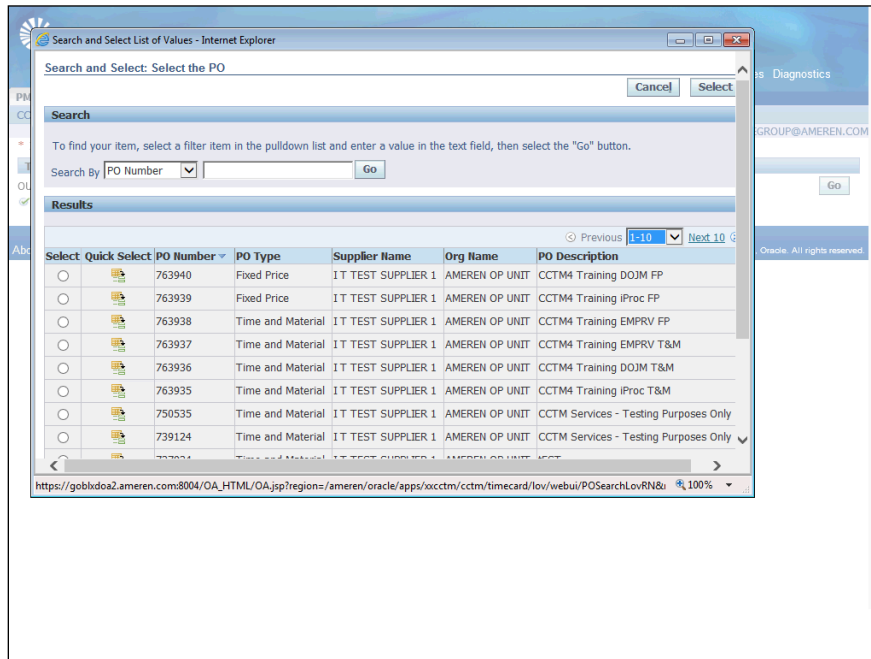 Search and Select List of Values - Internet Explorer
Search and Select: Select the PO
es Diagnostics
Cancel Select
PM
Search
CO
GROUP@AMEREN.COM
*
To find your item, select a filter item in the pulldown list and enter a value in the text field, then select the "Go" button.
T
Search By PO Number Go
OU
Go
Results
Previous 1-10 Next 10
Abo
. Oracle. All rights reserved.
Select Quick Select PO Number PO Type Supplier Name Org Name PO Description
763940 Fixed Price I T TEST SUPPLIER 1 AMEREN OP UNIT CCTM4 Training DOJM FP
763939 Fixed Price I T TEST SUPPLIER 1 AMEREN OP UNIT CCTM4 Training iProc FP
763938 Time and Material I T TEST SUPPLIER 1 AMEREN OP UNIT CCTM4 Training EMPRV FP
763937 Time and Material I T TEST SUPPLIER 1 AMEREN OP UNIT CCTM4 Training EMPRV T&M
763936 Time and Material I T TEST SUPPLIER 1 AMEREN OP UNIT CCTM4 Training DOJM T&M
763935 Time and Material I T TEST SUPPLIER 1 AMEREN OP UNIT CCTM4 Training iProc T&M
750535 Time and Material I T TEST SUPPLIER 1 AMEREN OP UNIT CCTM Services - Testing Purposes Only
739124 Time and Material I T TEST SUPPLIER 1 AMEREN OP UNIT CCTM Services - Testing Purposes Only
https://goblxdoa2.ameren.com:8004/OA_HTML/OA.jsp?region=/ameren/oracle/apps/xxcctm/cctm/timecard/lov/webui/POSearchLovRN& 100%